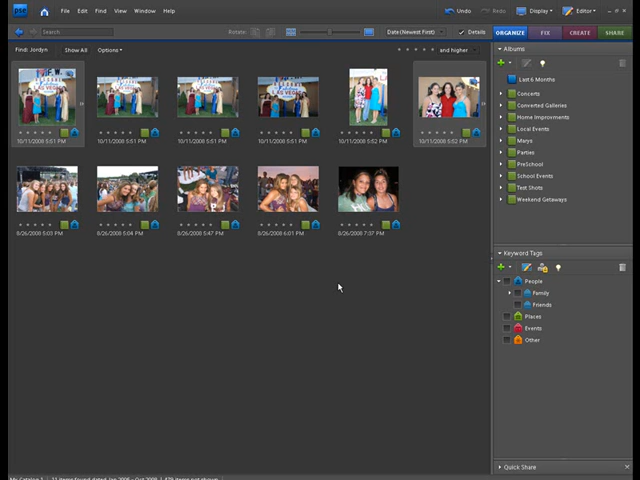 pse File Edit Find View Window Help Undo Redo Display Editor
Search Rotate: Date (Newest First) Details ORGANIZE FIX CREATE SHARE
Find: Jordyn Show All Options and higher
Albums
Last 6 Months
Concerts
Converted Galleries
Home Improvments
Local Events
Marys
Parties
PreSchool
School Events
Test Shots
Weekend Getaways
LAS VEGAS
10/11/2008 5:51 PM 10/11/2008 5:51 PM 10/11/2008 5:51 PM 10/11/2008 5:51 PM 10/11/2008 5:52 PM 10/11/2008 5:52 PM
8/26/2008 5:03 PM 8/26/2008 5:04 PM 8/26/2008 5:47 PM 8/26/2008 6:01 PM 8/26/2008 7:37 PM
Keyword Tags
People
Family
Friends
Places
Events
Other
Quick Share